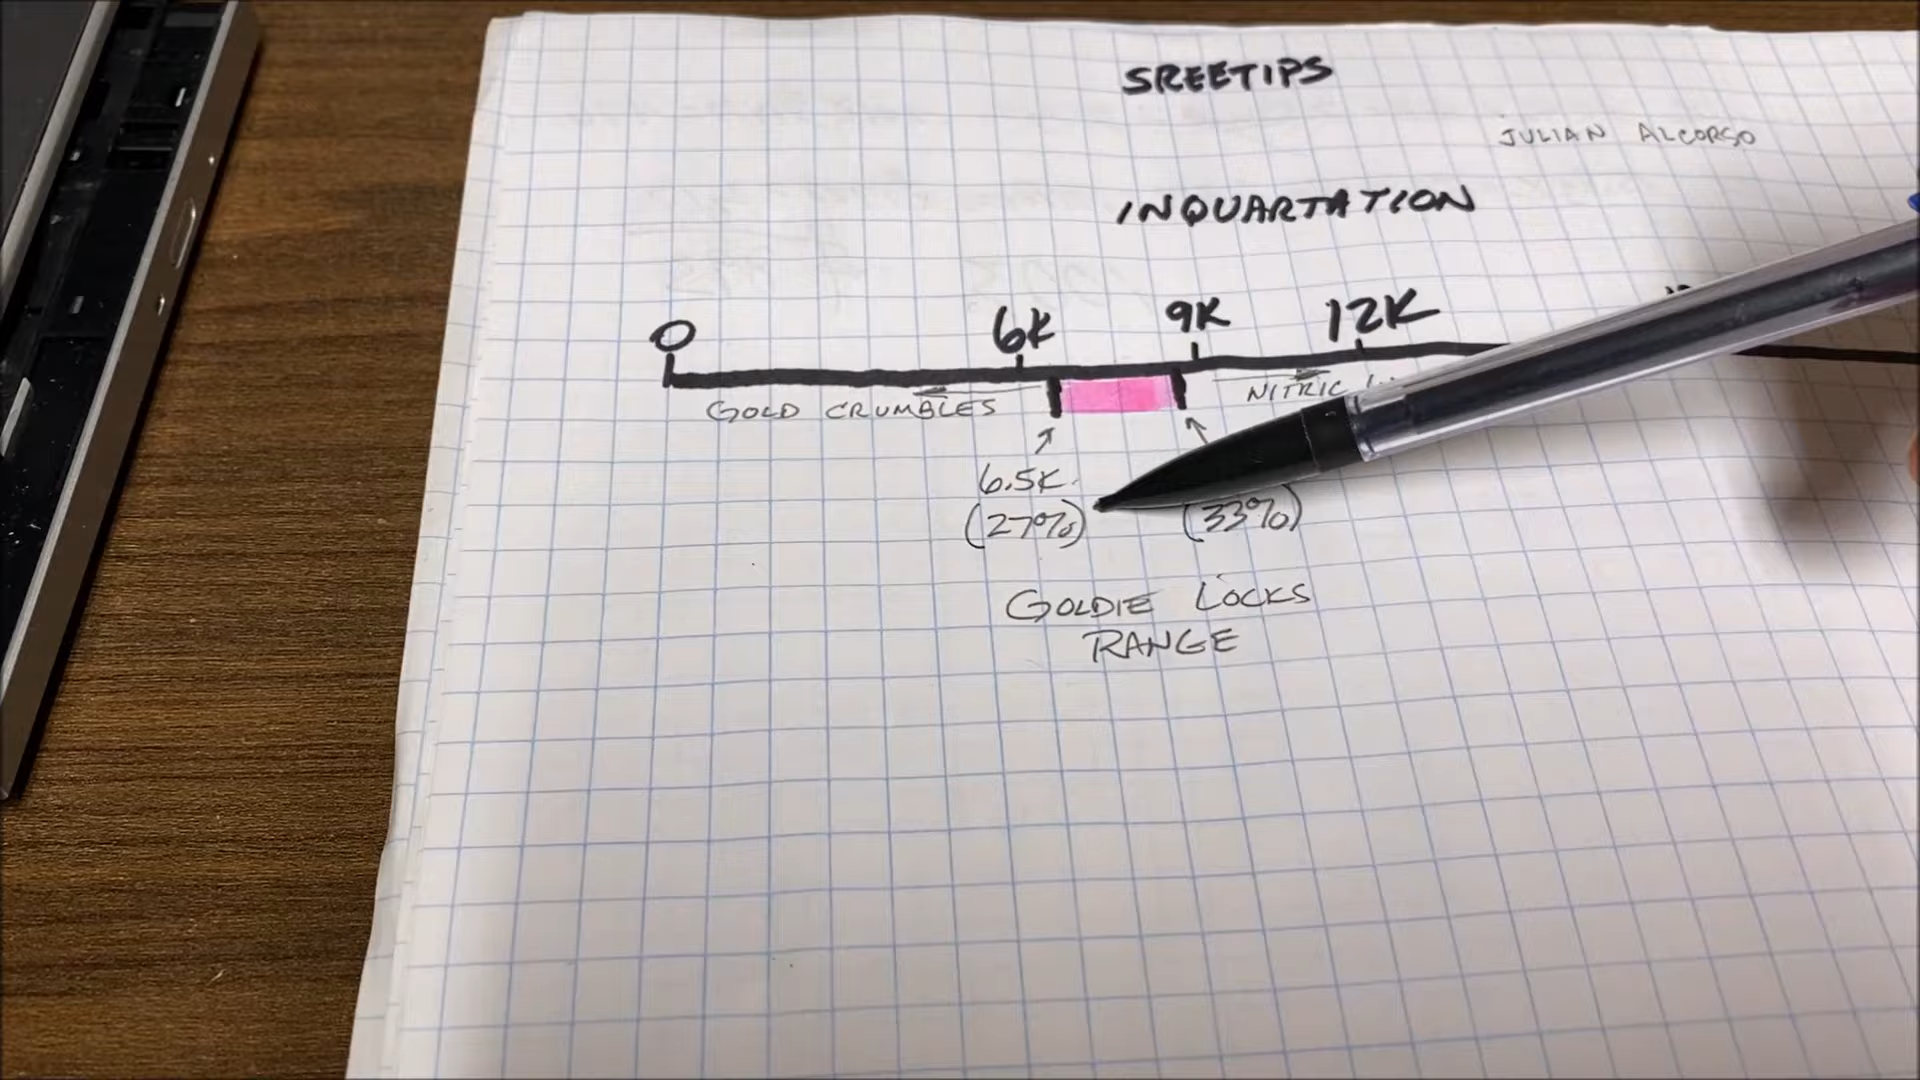 SREETIPS
JULIAN ALCORSO
INQUARTATION
0 6K 9K 12K
GOLD CRUMBLES NITRIC
6.5K
(27%) (33%)
GOLDIE LOCKS
RANGE